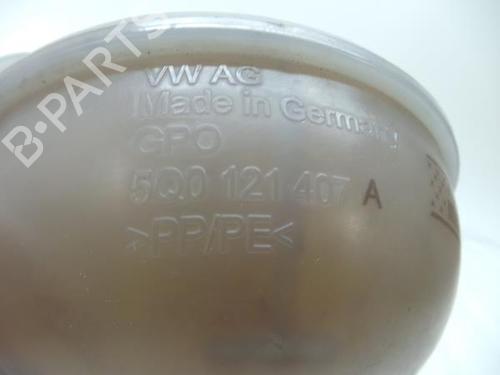 B-PARTS
VW AG
Made in Germany
GPO
5Q0 121 407 A
>PP/PE<